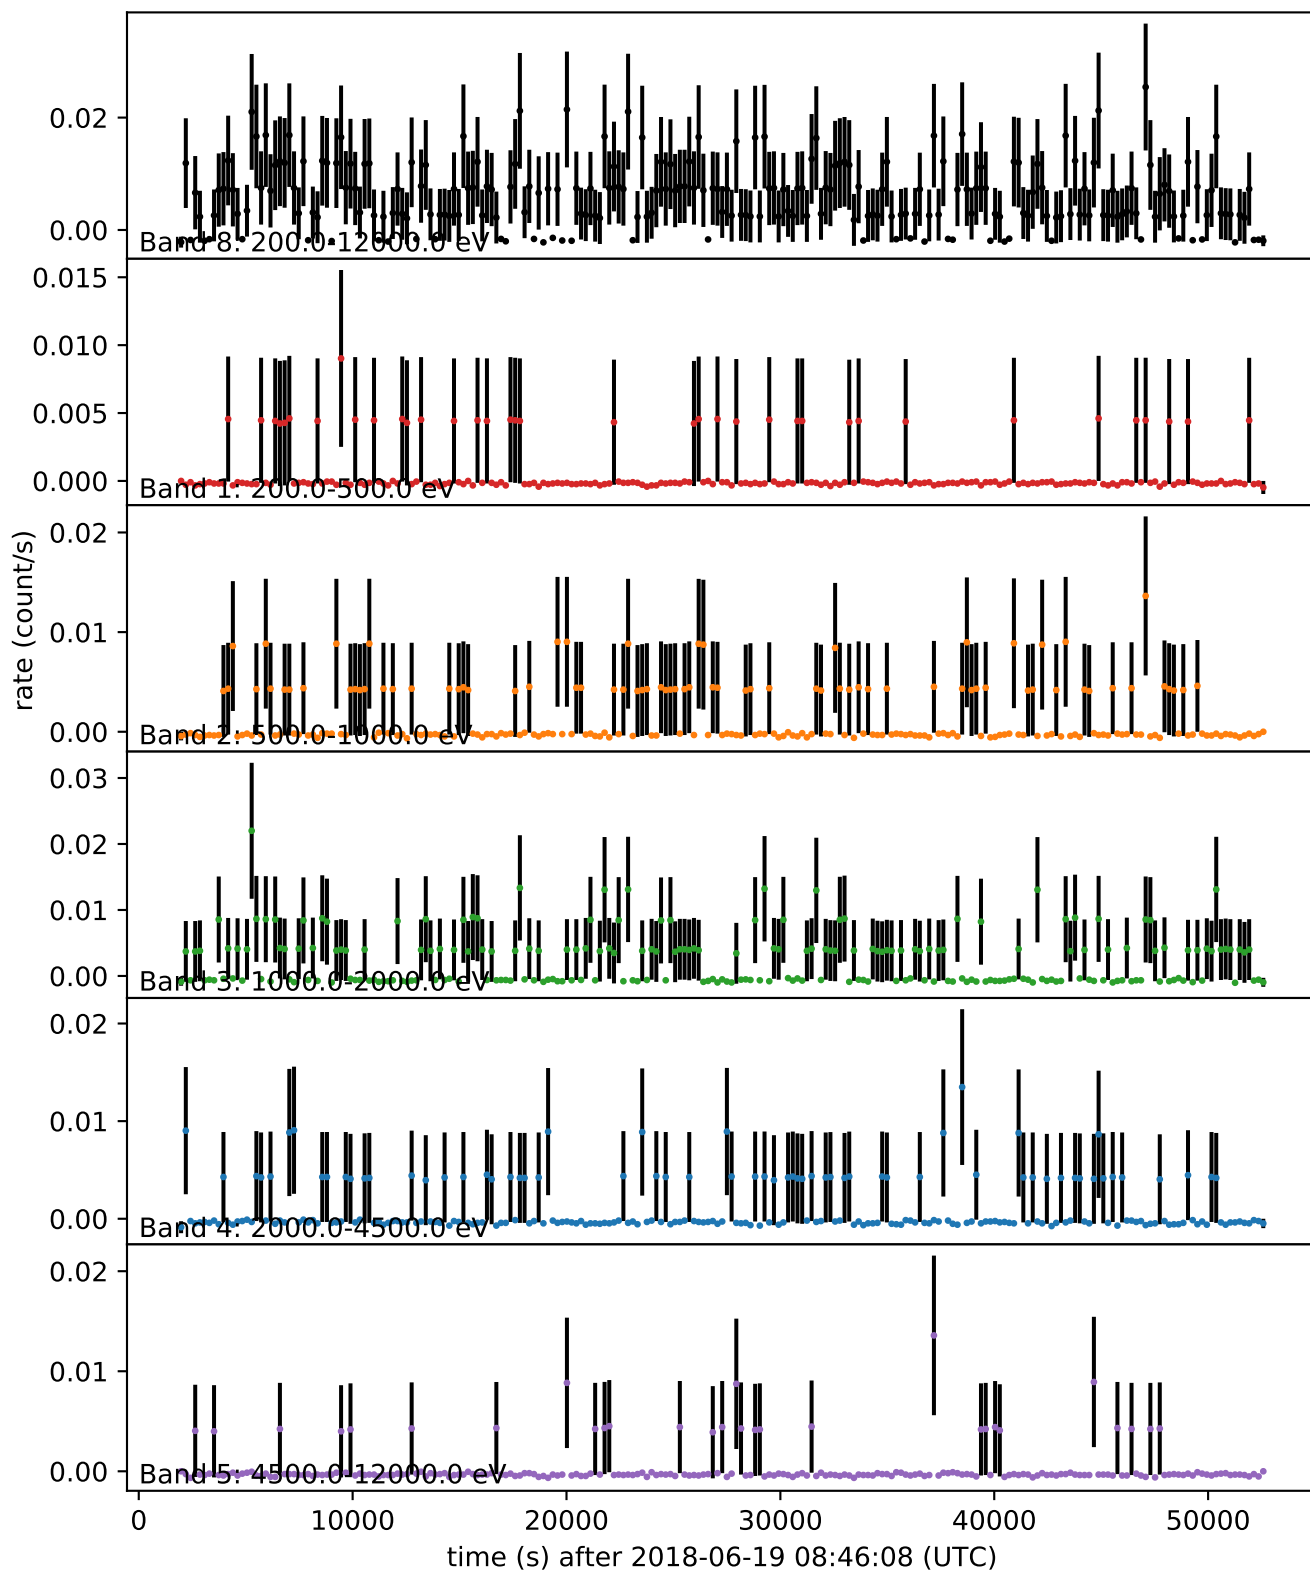 0.02
0.00
Band 8: 200.0-12000.0 eV
0.015
0.010
0.005
0.000
Band 1: 200.0-500.0 eV
rate (count/s)
0.02
0.01
0.00
Band 2: 500.0-1000.0 eV
0.03
0.02
0.01
0.00
Band 3: 1000.0-2000.0 eV
0.02
0.01
0.00
Band 4: 2000.0-4500.0 eV
0.02
0.01
0.00
Band 5: 4500.0-12000.0 eV
0 10000 20000 30000 40000 50000
time (s) after 2018-06-19 08:46:08 (UTC)